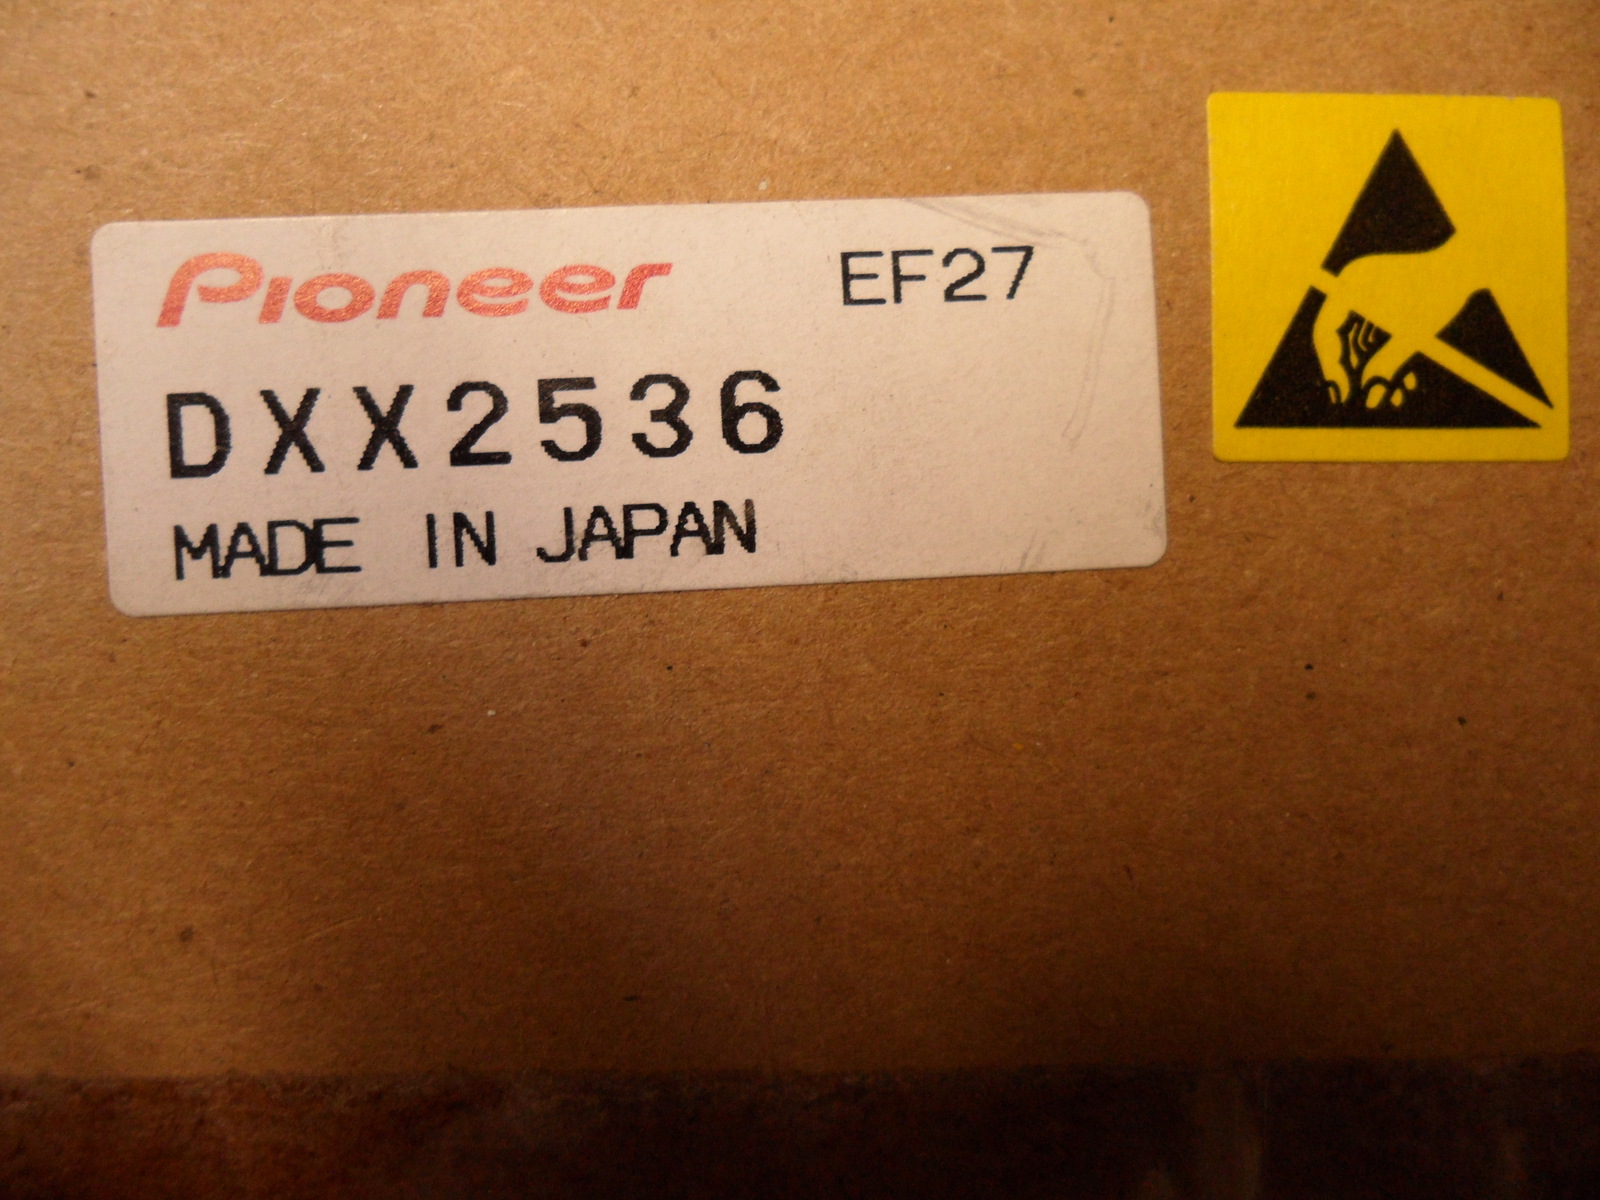 Pioneer EF27
DXX2536
MADE IN JAPAN